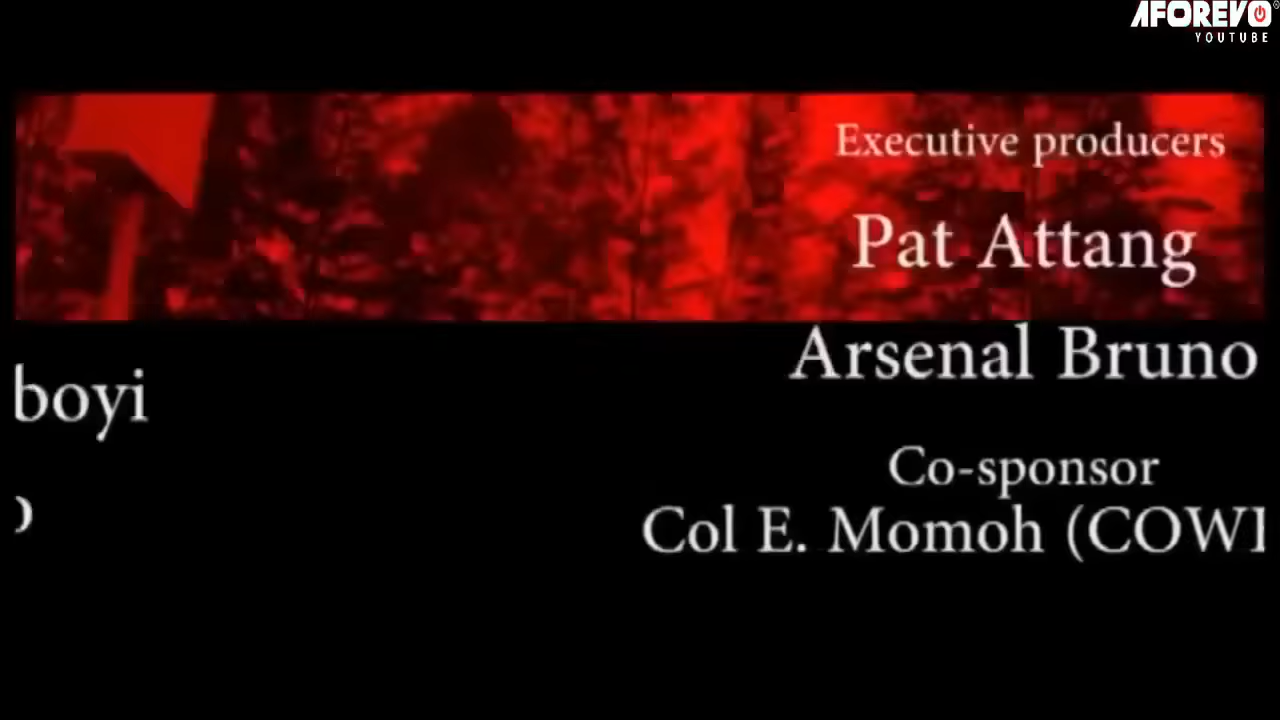 AFOREVO
YOUTUBE
Executive producers
Pat Attang
Arsenal Bruno
boyi
Co-sponsor
Col E. Momoh (COWI